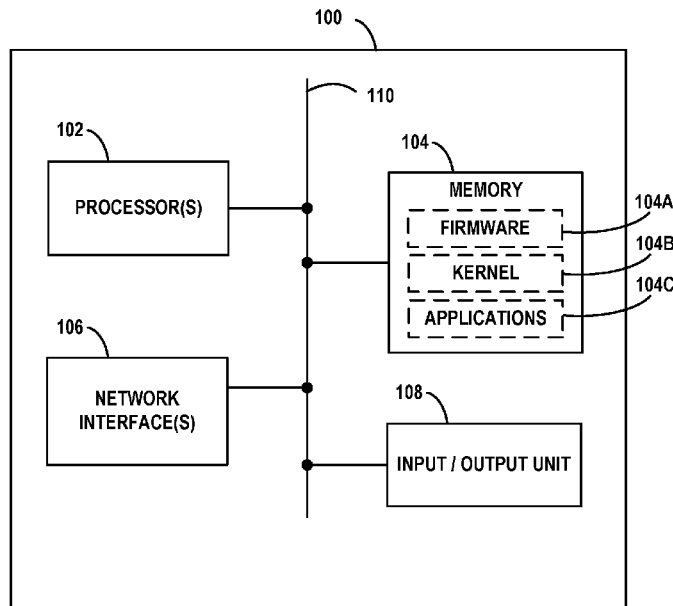 100
110
102
PROCESSOR(S)
104
MEMORY
FIRMWARE
104A
KERNEL
104B
APPLICATIONS
104C
106
NETWORK
INTERFACE(S)
108
INPUT / OUTPUT UNIT